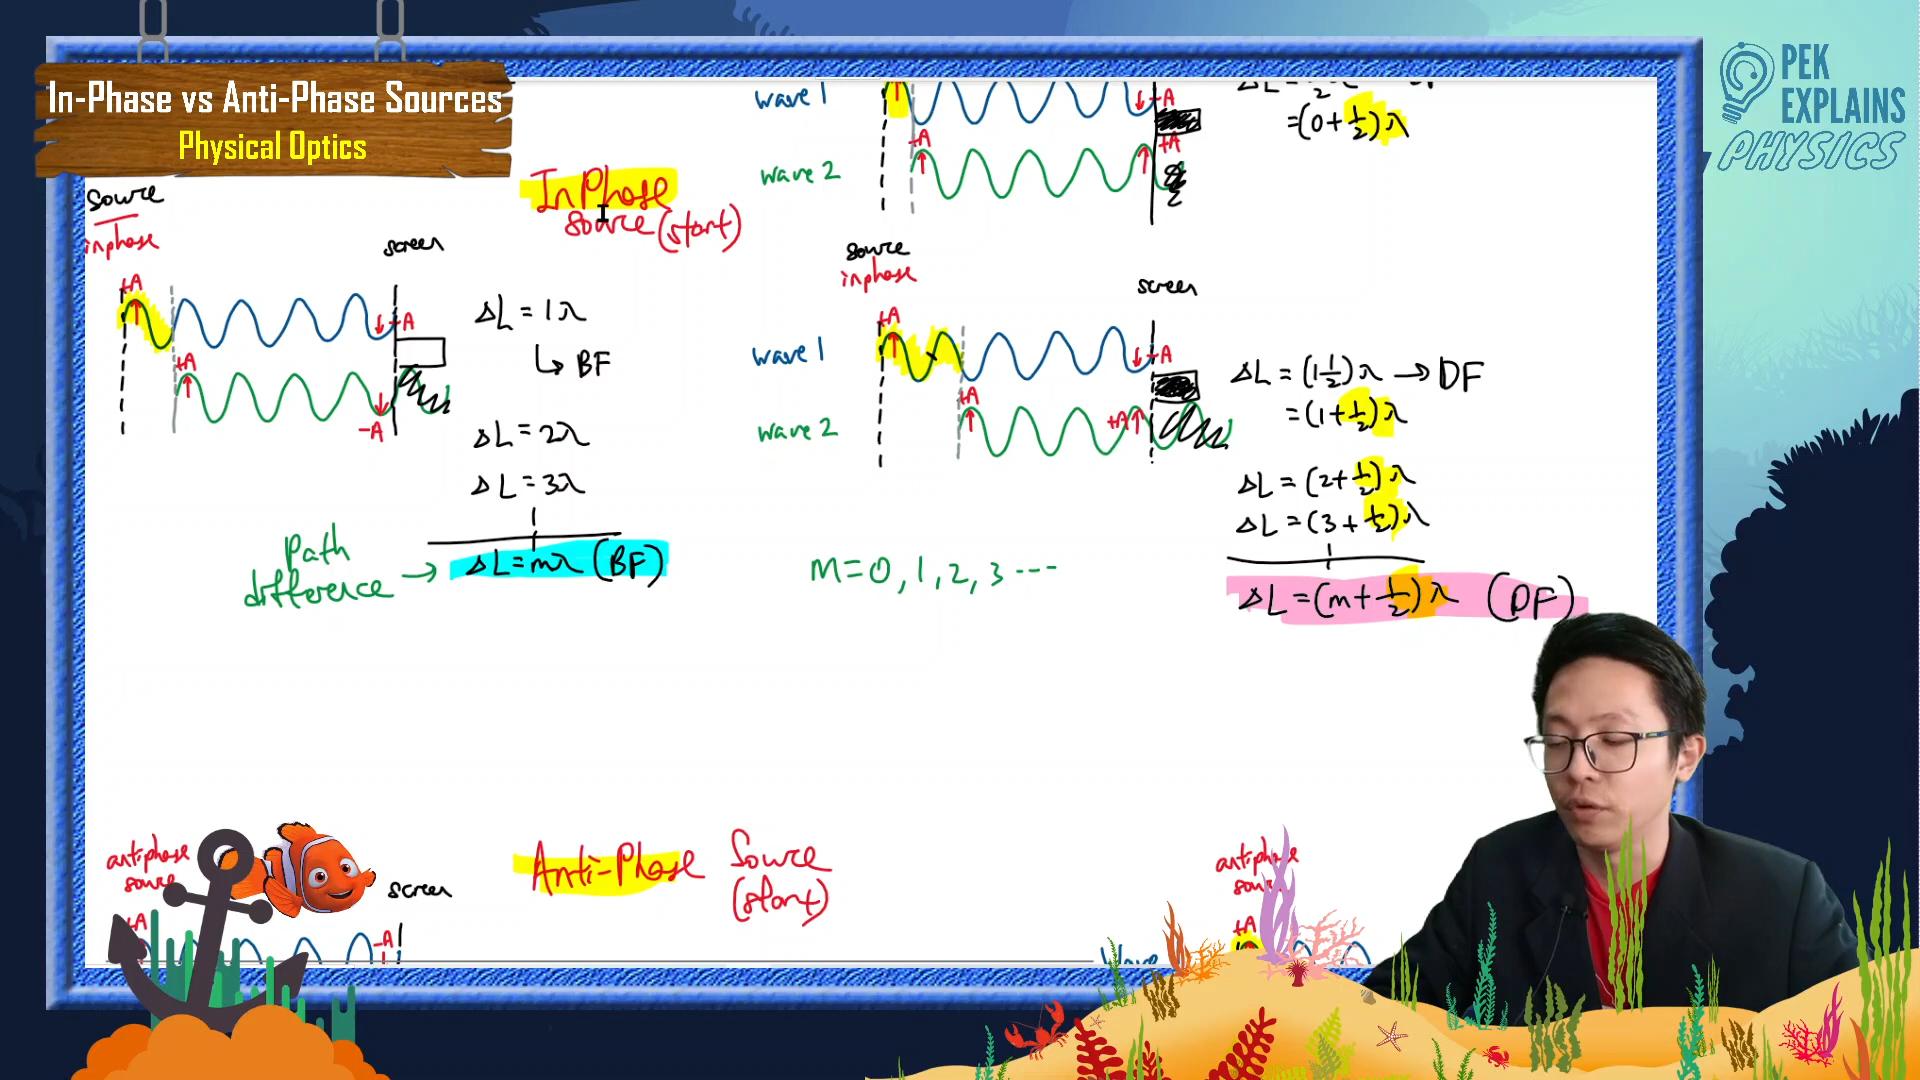 In-Phase vs Anti-Phase Sources
Physical Optics
PEK
EXPLAINS
PHYSICS
wave 1
-A
=(0+½)λ
+A
+A
wave 2
source
inphase
InPhase
source (start)
screen
+A
-A
+A
-A
ΔL = 1λ
↳ BF
ΔL = 2λ
ΔL = 3λ
Path
difference → ΔL = mλ (BF)
source
inphase
screen
+A
wave 1
-A
+A
+A
wave 2
ΔL = (1½)λ → DF
= (1+½)λ
ΔL = (2+½)λ
ΔL = (3+½)λ
m=0, 1, 2, 3 ---
ΔL = (m+½)λ (DF)
antiphase
source
screen
+A
-A
Anti-Phase Source
(start)
antiphase
sour
+A
Wave